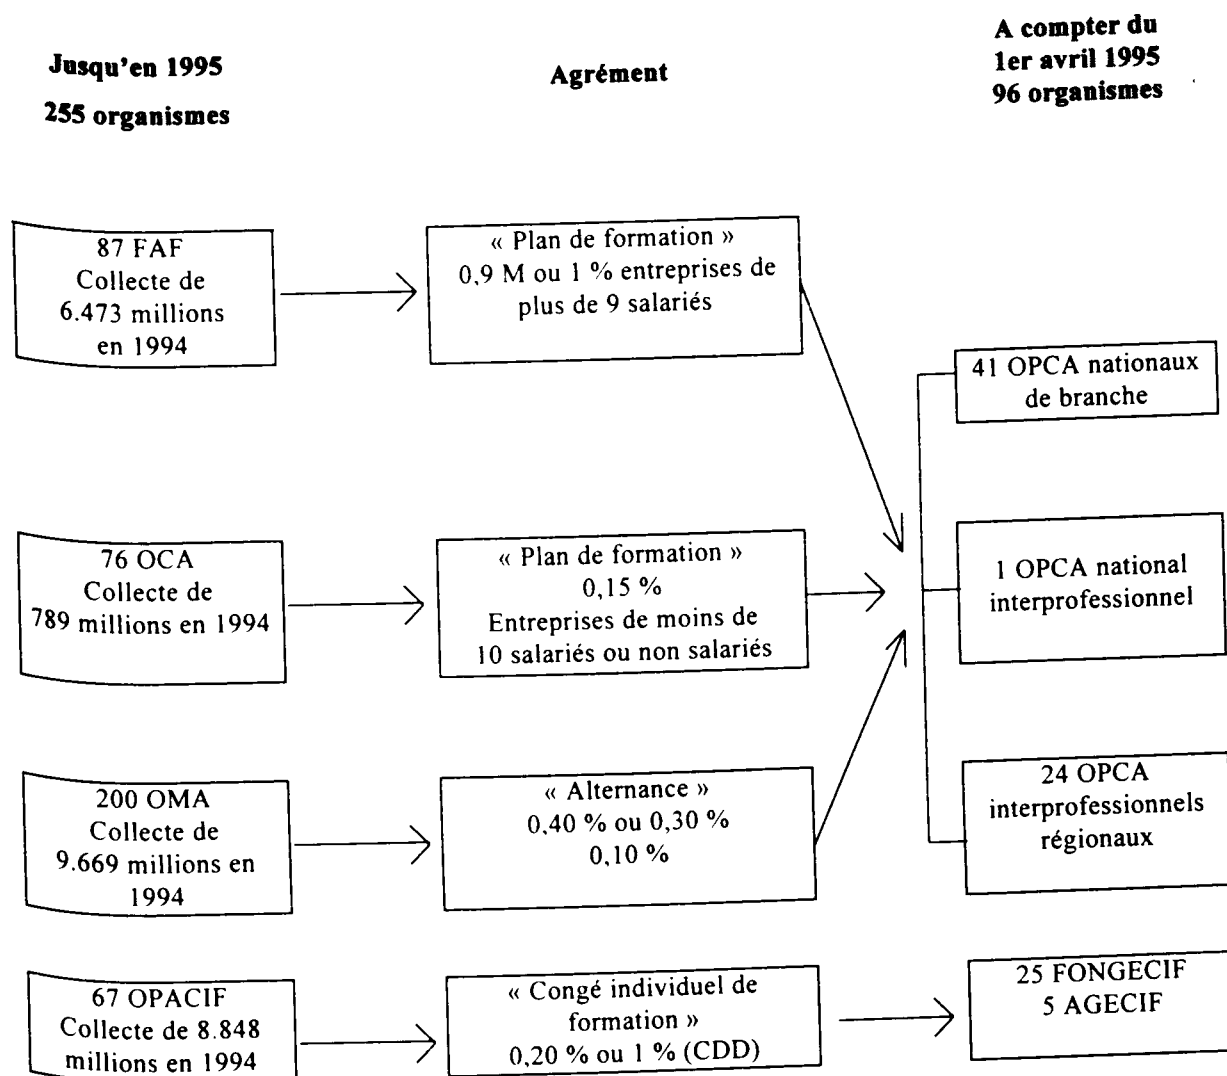 Jusqu'en 1995
255 organismes
Agrément
A compter du
1er avril 1995
96 organismes
87 FAF
Collecte de
6.473 millions
en 1994
« Plan de formation »
0,9 M ou 1 % entreprises de
plus de 9 salariés
41 OPCA nationaux
de branche
76 OCA
Collecte de
789 millions en 1994
« Plan de formation »
0,15 %
Entreprises de moins de
10 salariés ou non salariés
1 OPCA national
interprofessionnel
200 OMA
Collecte de
9.669 millions en
1994
« Alternance »
0,40 % ou 0,30 %
0,10 %
24 OPCA
interprofessionnels
régionaux
67 OPACIF
Collecte de 8.848
millions en 1994
« Congé individuel de
formation »
0,20 % ou 1 % (CDD)
25 FONGECIF
5 AGECIF